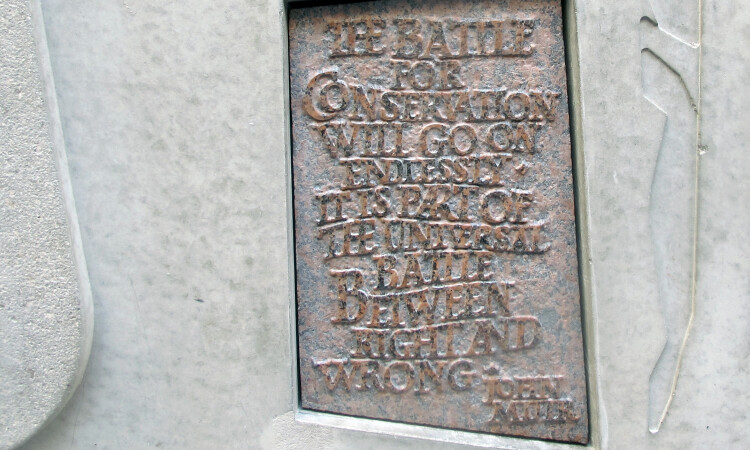 THE BATTLE
FOR
CONSERVATION
WILL GO ON
ENDLESSLY •
IT IS PART OF
THE UNIVERSAL
BATTLE
BETWEEN
RIGHT AND
WRONG •
JOHN
MUIR